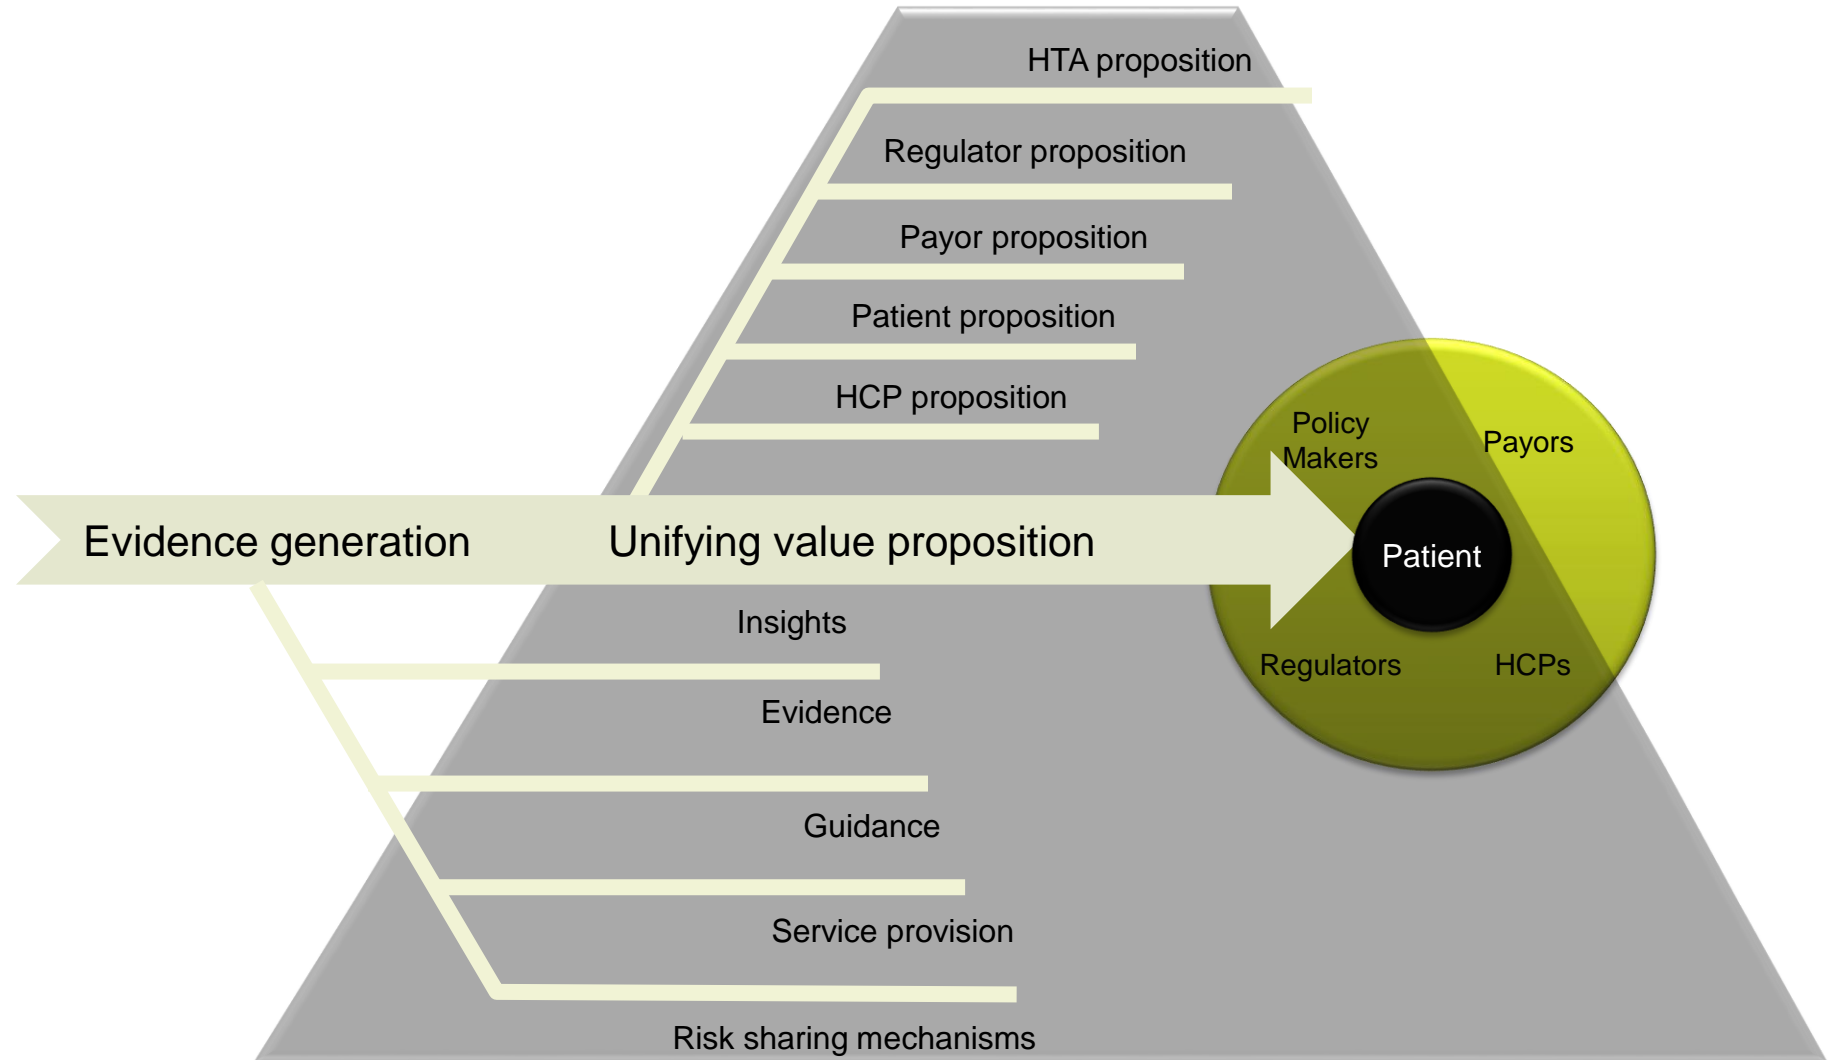 HTA proposition
Regulator proposition
Payor proposition
Patient proposition
HCP proposition
Policy
Makers
Payors
Evidence generation
Unifying value proposition
Patient
Insights
Regulators
HCPs
Evidence
Guidance
Service provision
Risk sharing mechanisms